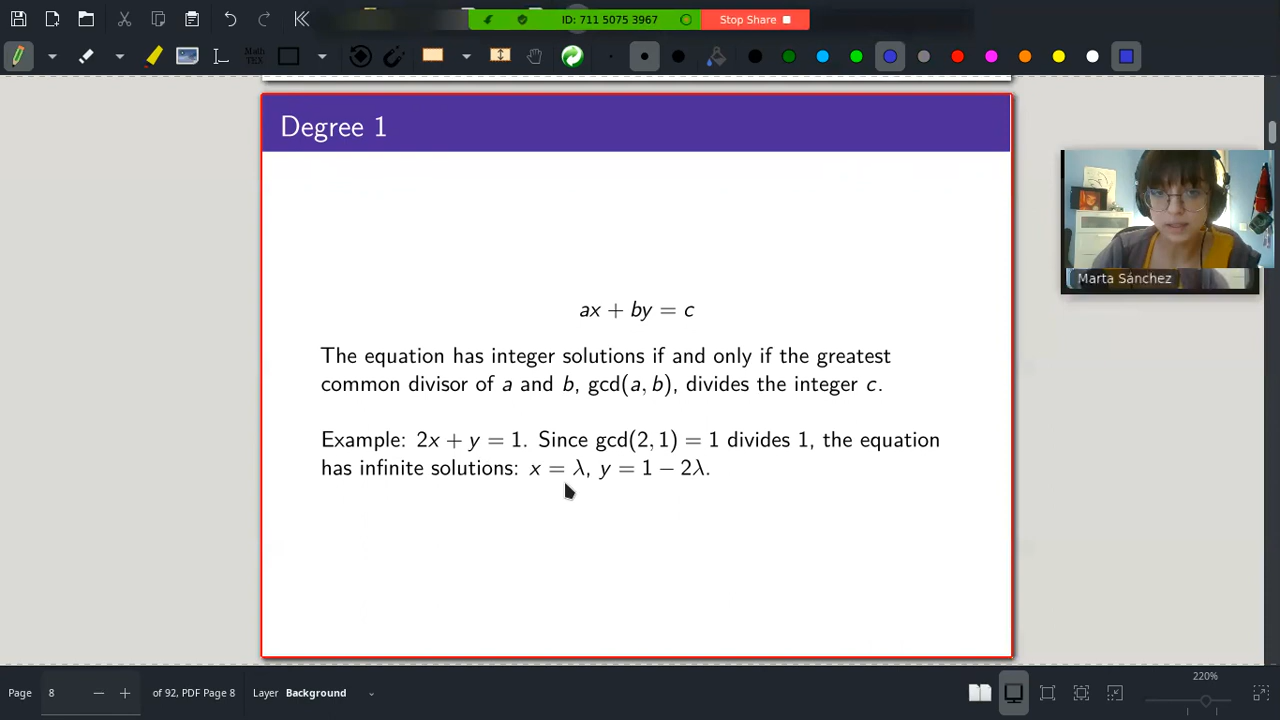 ID: 711 5075 3967
Stop Share
Math
TEX
Degree 1
Marta Sánchez
ax + by = c
The equation has integer solutions if and only if the greatest
common divisor of a and b, gcd(a, b), divides the integer c.
Example: 2x + y = 1. Since gcd(2, 1) = 1 divides 1, the equation
has infinite solutions: x = λ, y = 1 − 2λ.
220%
Page 8 of 92, PDF Page 8 Layer Background